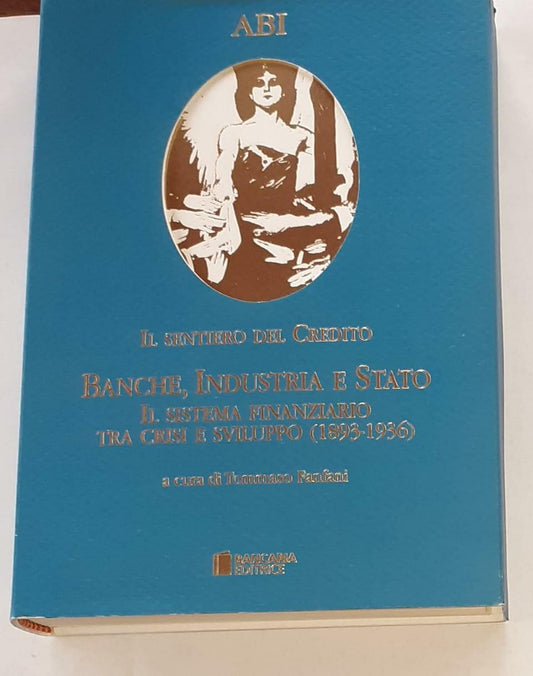 ABI
IL SENTIERO DEL CREDITO
BANCHE, INDUSTRIA E STATO
IL SISTEMA FINANZIARIO
TRA CRISI E SVILUPPO (1893-1936)
a cura di Tommaso Fanfani
BANCARIA
EDITRICE